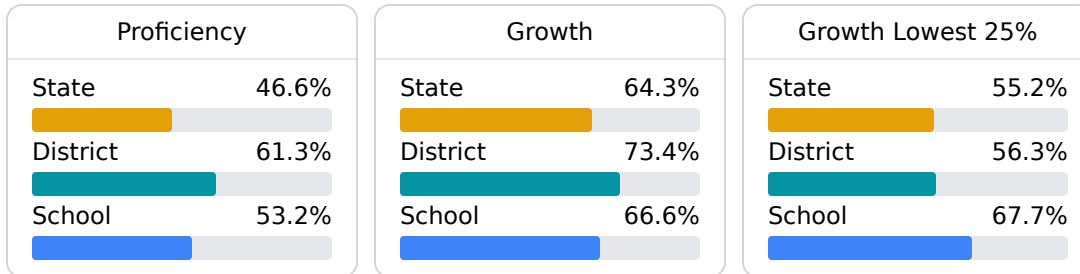 Proficiency
State 46.6%
District 61.3%
School 53.2%
Growth
State 64.3%
District 73.4%
School 66.6%
Growth Lowest 25%
State 55.2%
District 56.3%
School 67.7%